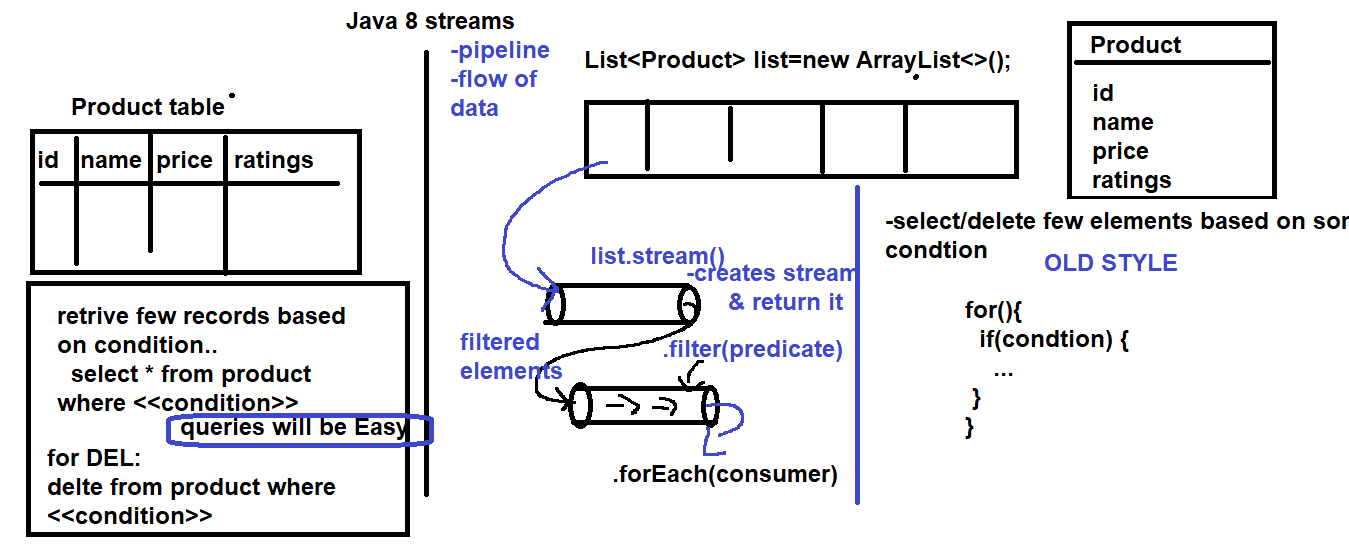 Java 8 streams
-pipeline
-flow of
data
Product table
id name price ratings
retrive few records based
on condition..
select * from product
where <<condition>>
queries will be Easy
for DEL:
delte from product where
<<condition>>
List<Product> list=new ArrayList<>();
list.stream()
-creates stream
& return it
filtered
elements
.filter(predicate)
.forEach(consumer)
Product
id
name
price
ratings
-select/delete few elements based on
condtion
OLD STYLE
for(){
if(condtion) {
...
}
}